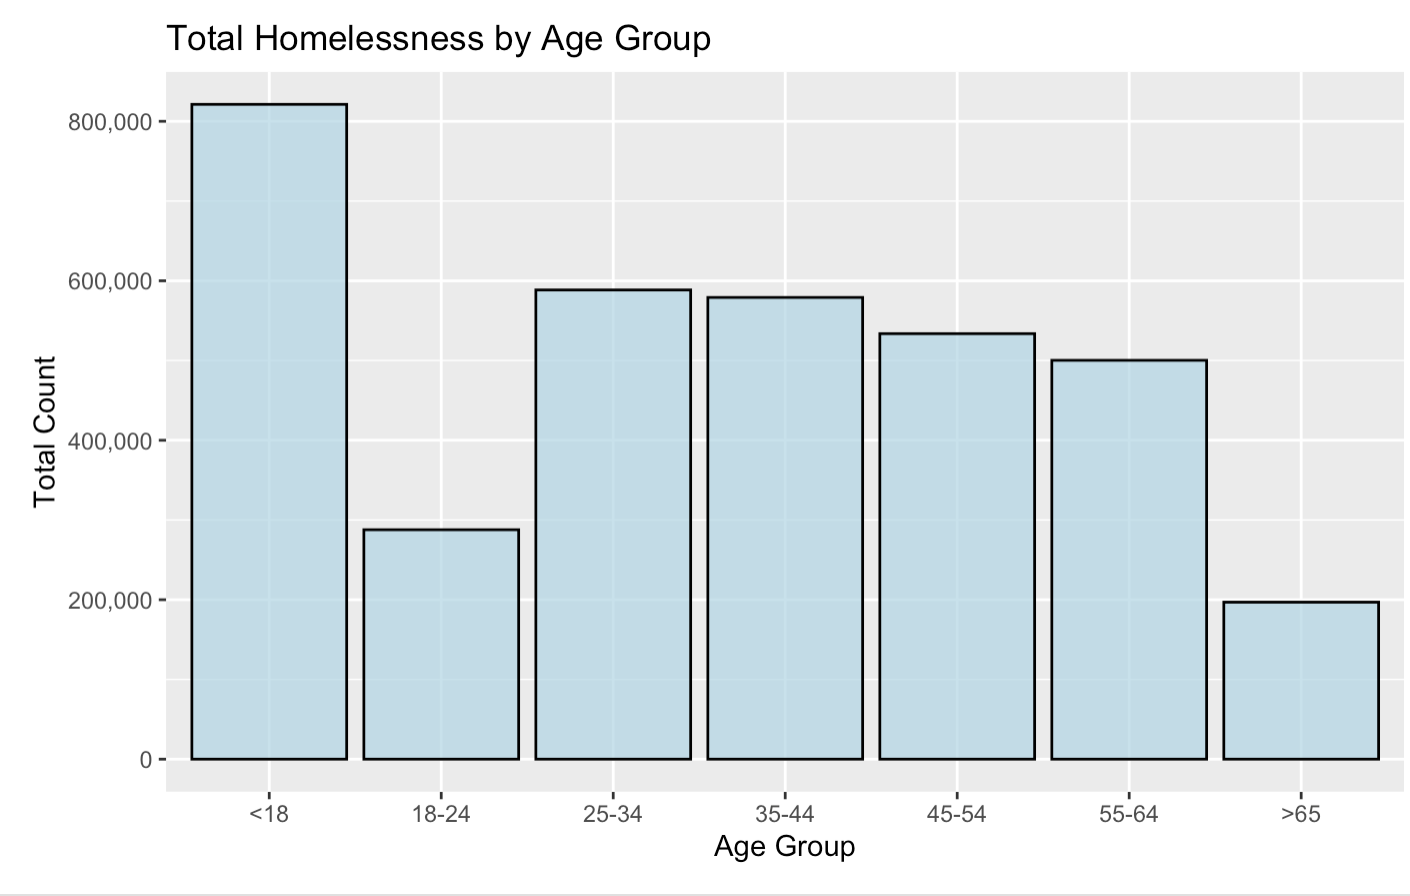 Total Homelessness by Age Group
Total Count
800,000
600,000
400,000
200,000
0
<18 18-24 25-34 35-44 45-54 55-64 >65
Age Group